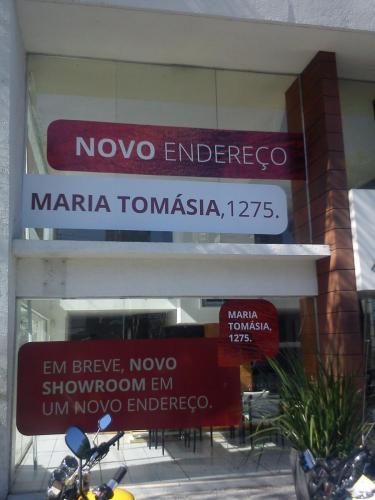 NOVO ENDEREÇO
MARIA TOMÁSIA,1275.
MARIA
TOMÁSIA,
1275.
EM BREVE, NOVO
SHOWROOM EM
UM NOVO ENDEREÇO.